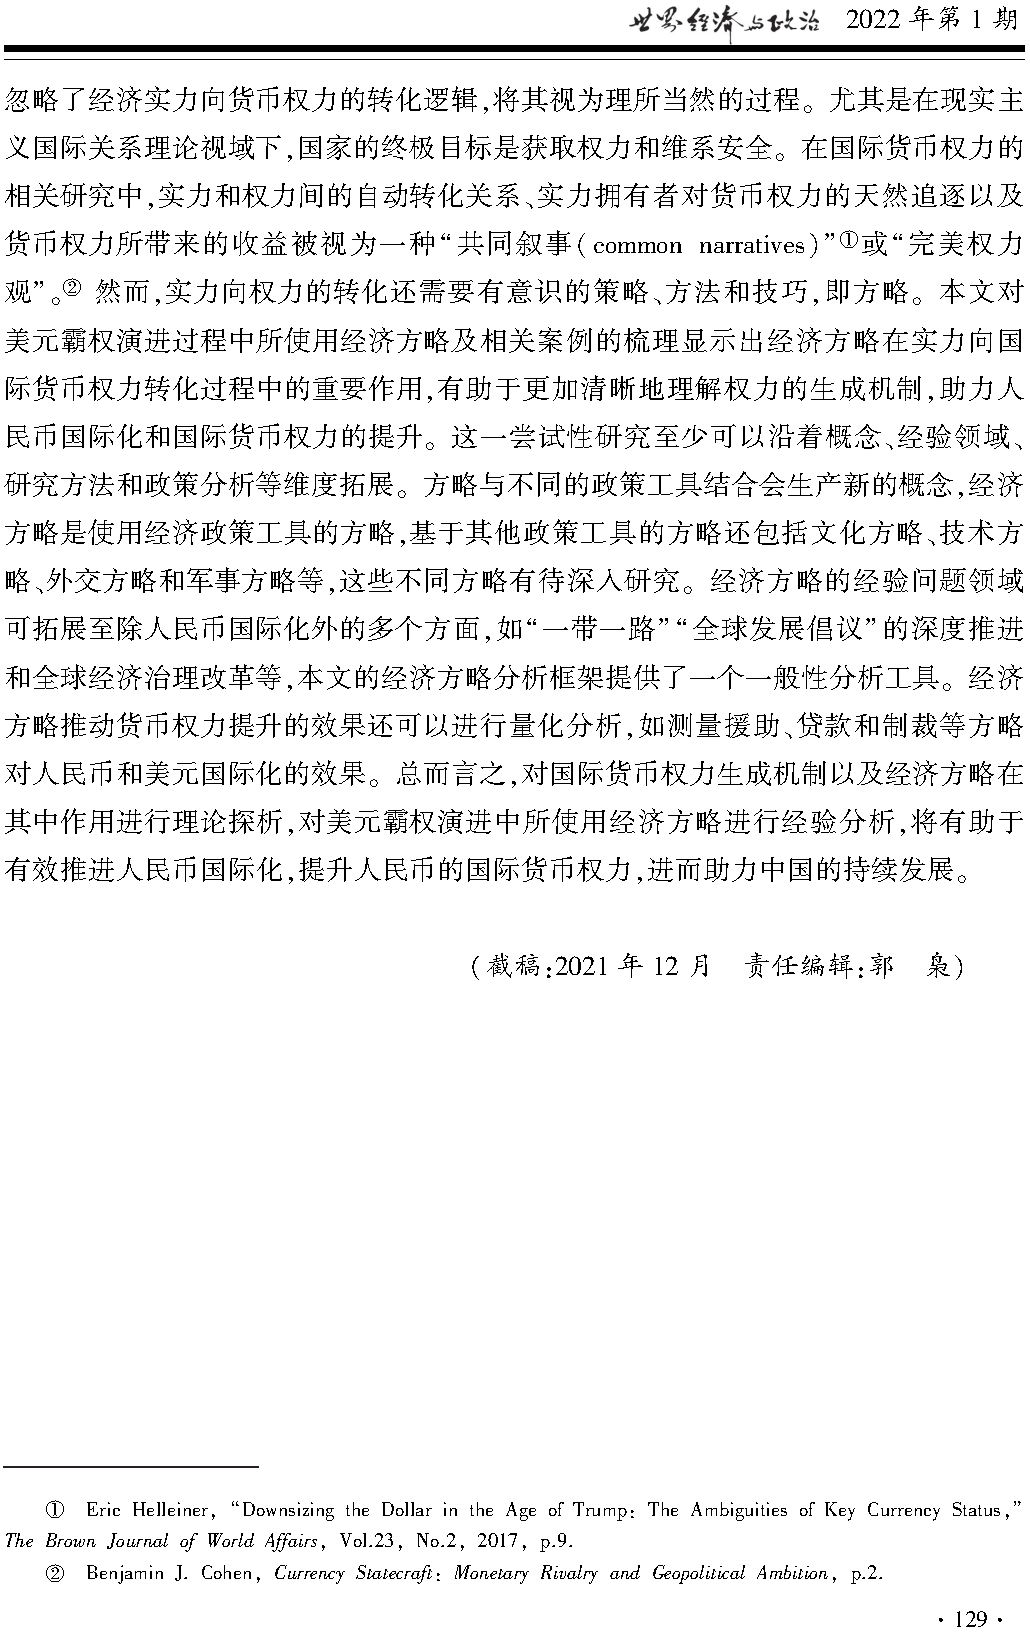 世界经济与政治 2022 年第 1 期
忽略了经济实力向货币权力的转化逻辑,将其视为理所当然的过程。尤其是在现实主
义国际关系理论视域下,国家的终极目标是获取权力和维系安全。在国际货币权力的
相关研究中,实力和权力间的自动转化关系、实力拥有者对货币权力的天然追逐以及
货币权力所带来的收益被视为一种“共同叙事(common narratives)”①或“完美权力
观”。② 然而,实力向权力的转化还需要有意识的策略、方法和技巧,即方略。本文对
美元霸权演进过程中所使用经济方略及相关案例的梳理显示出经济方略在实力向国
际货币权力转化过程中的重要作用,有助于更加清晰地理解权力的生成机制,助力人
民币国际化和国际货币权力的提升。这一尝试性研究至少可以沿着概念、经验领域、
研究方法和政策分析等维度拓展。方略与不同的政策工具结合会生产新的概念,经济
方略是使用经济政策工具的方略,基于其他政策工具的方略还包括文化方略、技术方
略、外交方略和军事方略等,这些不同方略有待深入研究。经济方略的经验问题领域
可拓展至除人民币国际化外的多个方面,如“一带一路”“全球发展倡议”的深度推进
和全球经济治理改革等,本文的经济方略分析框架提供了一个一般性分析工具。经济
方略推动货币权力提升的效果还可以进行量化分析,如测量援助、贷款和制裁等方略
对人民币和美元国际化的效果。总而言之,对国际货币权力生成机制以及经济方略在
其中作用进行理论探析,对美元霸权演进中所使用经济方略进行经验分析,将有助于
有效推进人民币国际化,提升人民币的国际货币权力,进而助力中国的持续发展。
(截稿:2021 年 12 月 责任编辑:郭 枭)
① Eric Helleiner, “Downsizing the Dollar in the Age of Trump: The Ambiguities of Key Currency Status,”
The Brown Journal of World Affairs, Vol.23, No.2, 2017, p.9.
② Benjamin J. Cohen, Currency Statecraft: Monetary Rivalry and Geopolitical Ambition, p.2.
· 129 ·